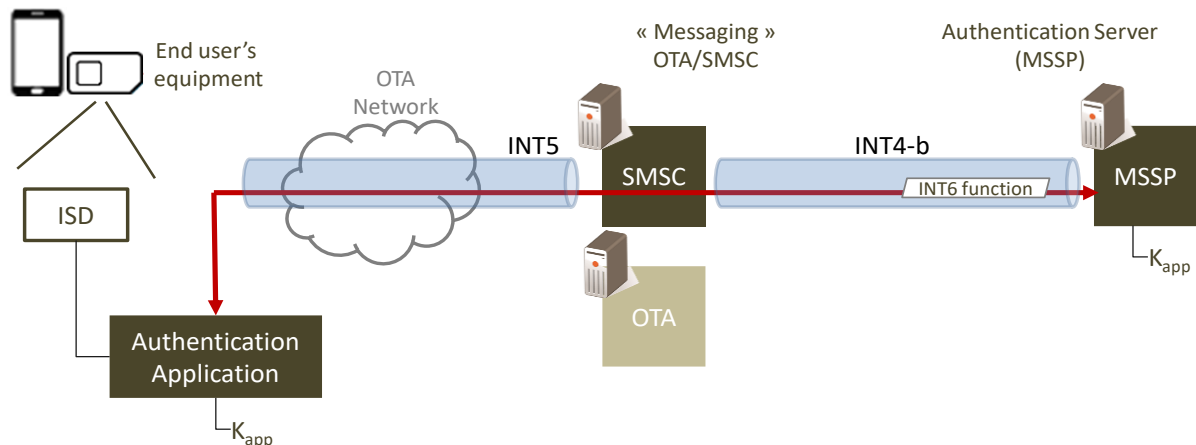 End user's
equipment
OTA
Network
« Messaging »
OTA/SMSC
Authentication Server
(MSSP)
INT5
INT4-b
SMSC
INT6 function
MSSP
ISD
K app
OTA
Authentication
Application
K app